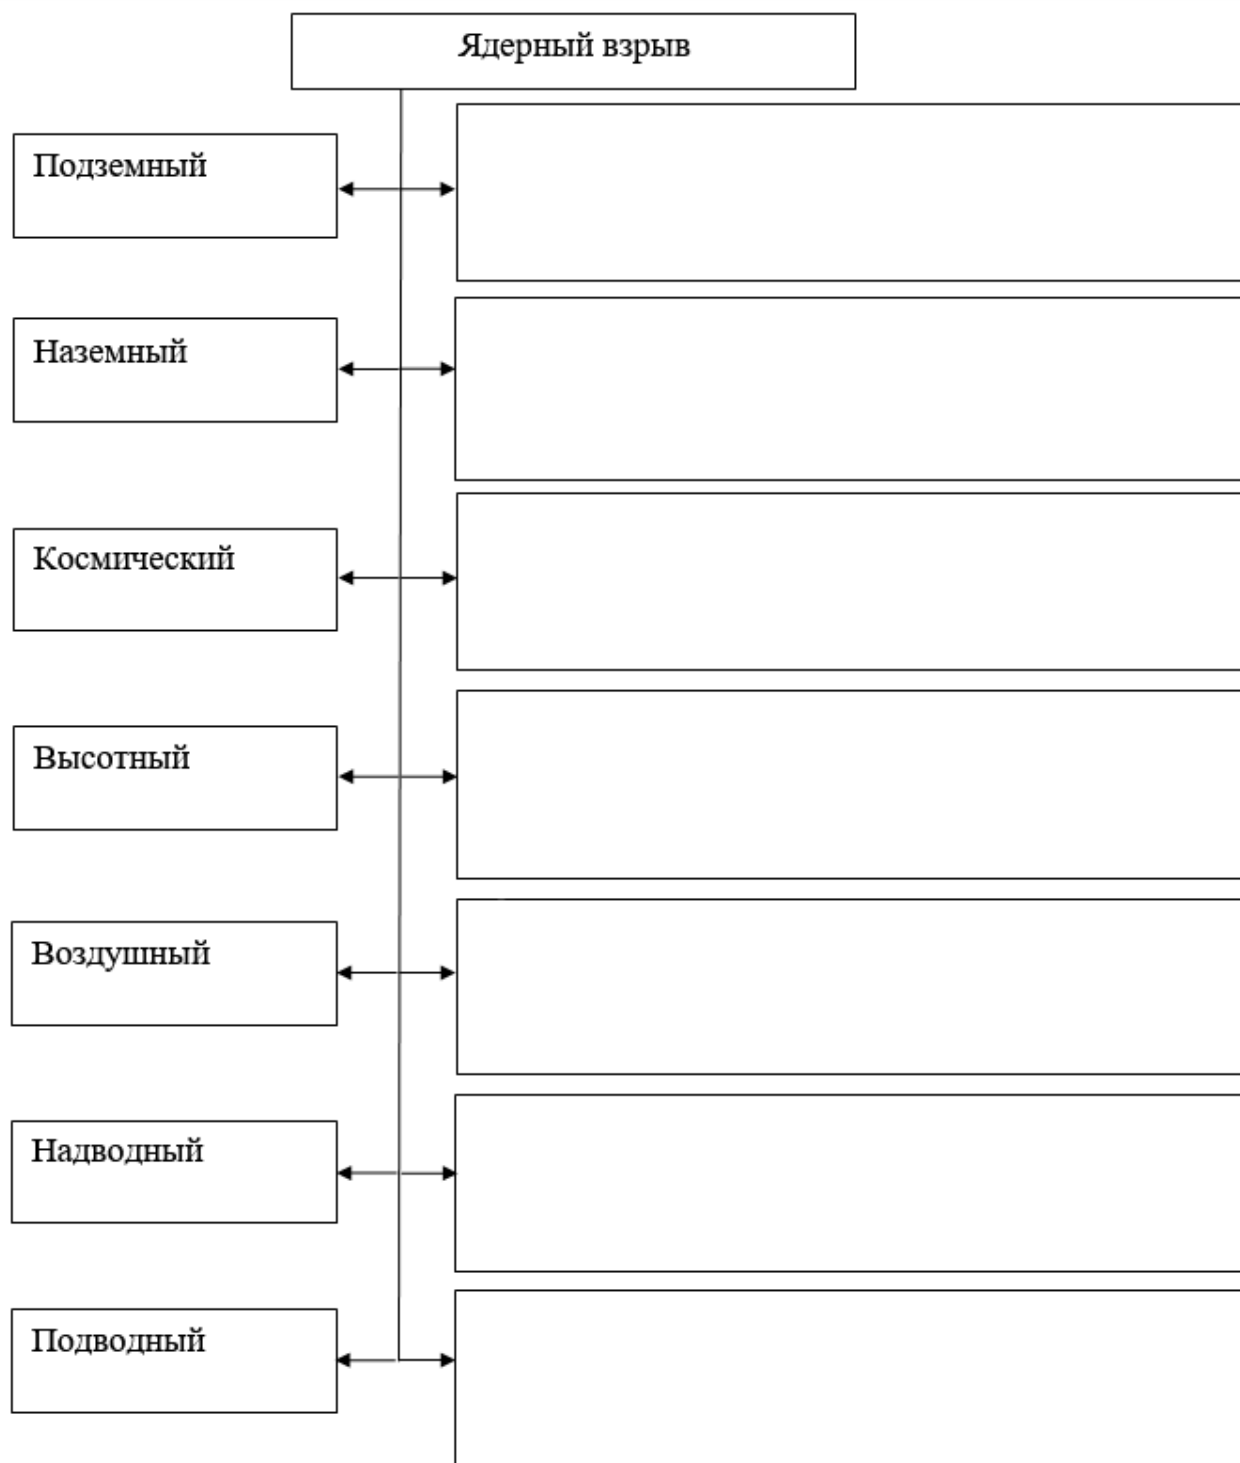 Ядерный взрыв
Подземный
Наземный
Космический
Высотный
Воздушный
Надводный
Подводный